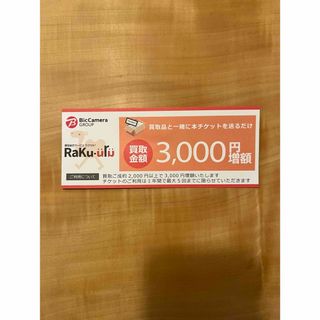 BicCamera
GROUP
買取品と一緒に本チケットを送るだけ
RaKu-uru
買取
金額
3,000円
増額
ご利用について
買取ご成約2,000円以上で3,000円増額いたします
チケットのご利用は1年間で最大5回までに限らせていただきます